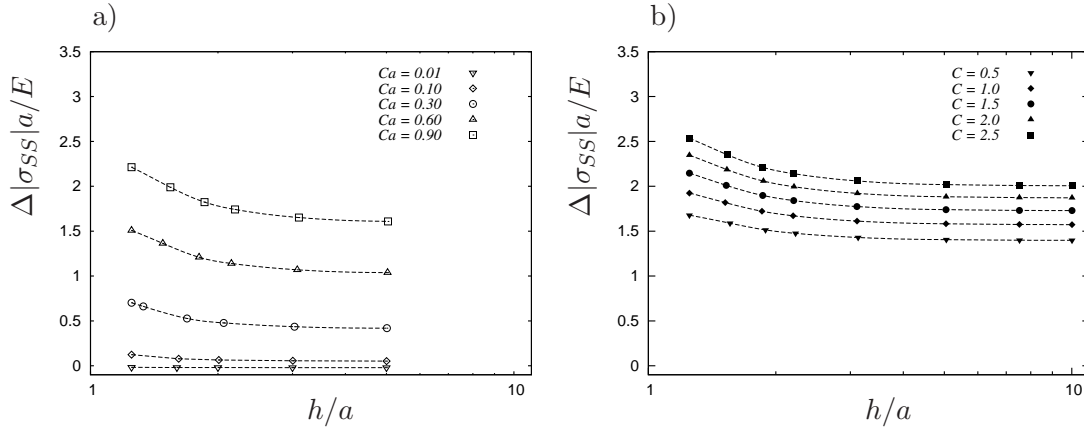 a)
Δ|σ_SS|a/E
3.5
3
2.5
2
1.5
1
0.5
0
1
10
h/a
Ca = 0.01
Ca = 0.10
Ca = 0.30
Ca = 0.60
Ca = 0.90
b)
Δ|σ_SS|a/E
3.5
3
2.5
2
1.5
1
0.5
0
1
10
h/a
C = 0.5
C = 1.0
C = 1.5
C = 2.0
C = 2.5